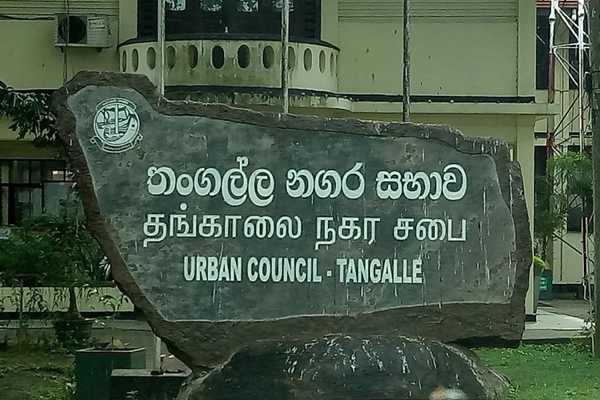 තංගල්ල නගර සභාව
தங்காலை நகர சபை
URBAN COUNCIL - TANGALLE